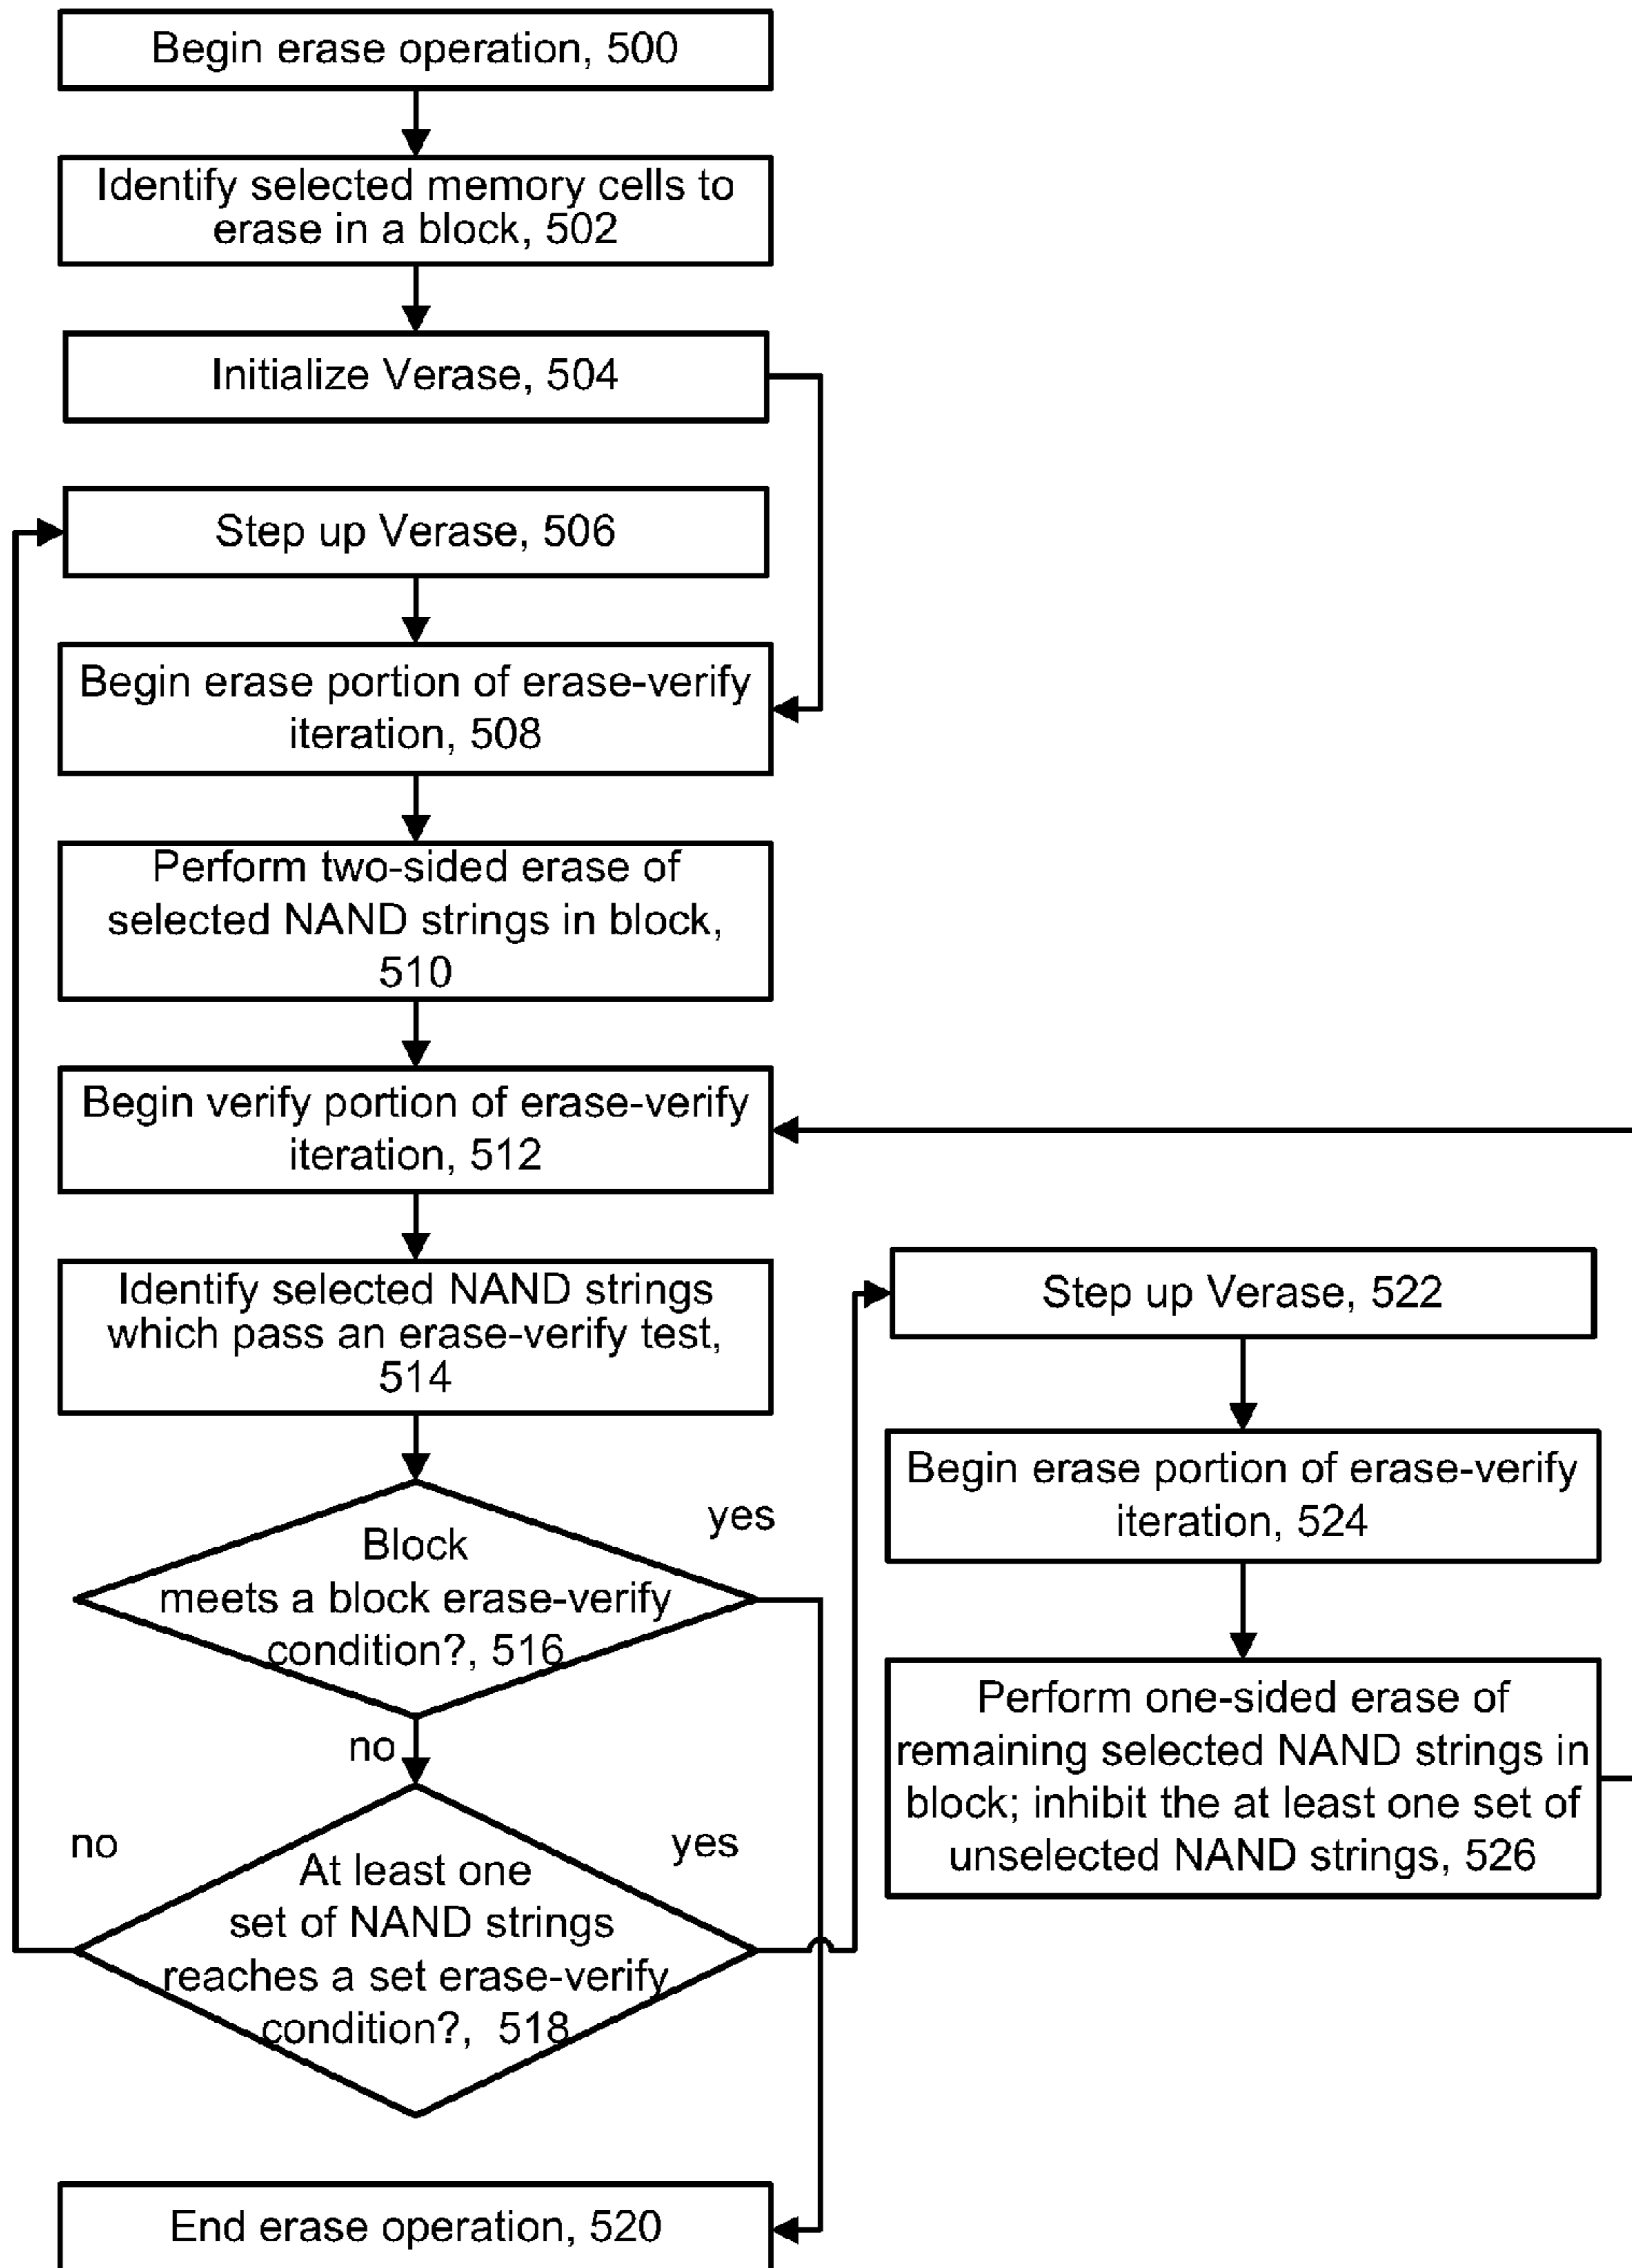 Begin erase operation, 500
Identify selected memory cells to
erase in a block, 502
Initialize Verase, 504
Step up Verase, 506
Begin erase portion of erase-verify
iteration, 508
Perform two-sided erase of
selected NAND strings in block,
510
Begin verify portion of erase-verify
iteration, 512
Identify selected NAND strings
which pass an erase-verify test,
514
Block
meets a block erase-verify
condition?, 516
yes
no
At least one
set of NAND strings
reaches a set erase-verify
condition?, 518
no
yes
End erase operation, 520
Step up Verase, 522
Begin erase portion of erase-verify
iteration, 524
Perform one-sided erase of
remaining selected NAND strings in
block; inhibit the at least one set of
unselected NAND strings, 526